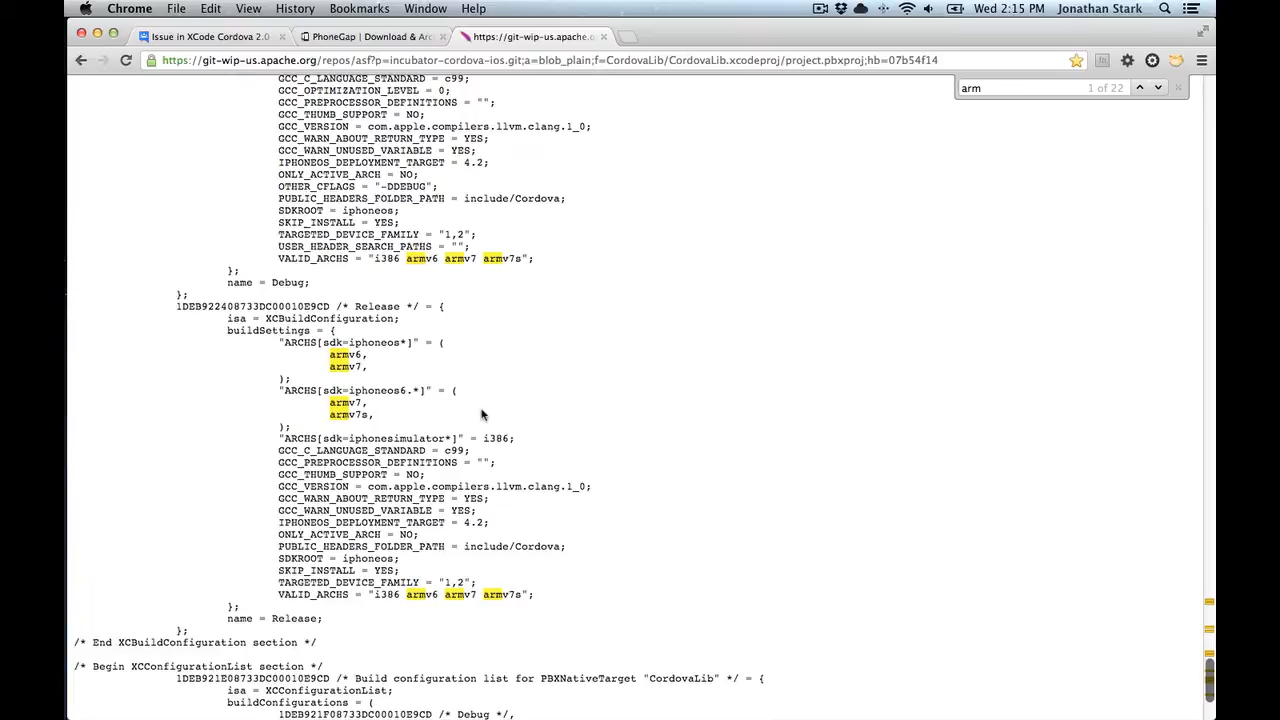 Chrome File Edit View History Bookmarks Window Help Wed 2:15 PM Jonathan Stark
Issue in XCode Cordova 2.0 PhoneGap | Download & Arc https://git-wip-us.apache.o
https://git-wip-us.apache.org/repos/asf?p=incubator-cordova-ios.git;a=blob_plain;f=CordovaLib/CordovaLib.xcodeproj/project.pbxproj;hb=07b54f14
arm 1 of 22
GCC_C_LANGUAGE_STANDARD = c99;
GCC_OPTIMIZATION_LEVEL = 0;
GCC_PREPROCESSOR_DEFINITIONS = "";
GCC_THUMB_SUPPORT = NO;
GCC_VERSION = com.apple.compilers.llvm.clang.1_0;
GCC_WARN_ABOUT_RETURN_TYPE = YES;
GCC_WARN_UNUSED_VARIABLE = YES;
IPHONEOS_DEPLOYMENT_TARGET = 4.2;
ONLY_ACTIVE_ARCH = NO;
OTHER_CFLAGS = "-DDEBUG";
PUBLIC_HEADERS_FOLDER_PATH = include/Cordova;
SDKROOT = iphoneos;
SKIP_INSTALL = YES;
TARGETED_DEVICE_FAMILY = "1,2";
USER_HEADER_SEARCH_PATHS = "";
VALID_ARCHS = "i386 armv6 armv7 armv7s";
};
name = Debug;
};
1DEB922408733DC00010E9CD /* Release */ = {
isa = XCBuildConfiguration;
buildSettings = {
"ARCHS[sdk=iphoneos*]" = (
armv6,
armv7,
);
"ARCHS[sdk=iphoneos6.*]" = (
armv7,
armv7s,
);
"ARCHS[sdk=iphonesimulator*]" = i386;
GCC_C_LANGUAGE_STANDARD = c99;
GCC_PREPROCESSOR_DEFINITIONS = "";
GCC_THUMB_SUPPORT = NO;
GCC_VERSION = com.apple.compilers.llvm.clang.1_0;
GCC_WARN_ABOUT_RETURN_TYPE = YES;
GCC_WARN_UNUSED_VARIABLE = YES;
IPHONEOS_DEPLOYMENT_TARGET = 4.2;
ONLY_ACTIVE_ARCH = NO;
PUBLIC_HEADERS_FOLDER_PATH = include/Cordova;
SDKROOT = iphoneos;
SKIP_INSTALL = YES;
TARGETED_DEVICE_FAMILY = "1,2";
VALID_ARCHS = "i386 armv6 armv7 armv7s";
};
name = Release;
};
/* End XCBuildConfiguration section */
/* Begin XCConfigurationList section */
1DEB921E08733DC00010E9CD /* Build configuration list for PBXNativeTarget "CordovaLib" */ = {
isa = XCConfigurationList;
buildConfigurations = (
1DEB921F08733DC00010E9CD /* Debug */,